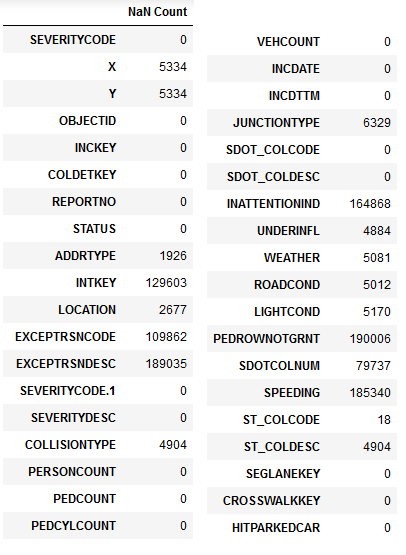 NaN Count
SEVERITYCODE 0
X 5334
Y 5334
OBJECTID 0
INCKEY 0
COLDETKEY 0
REPORTNO 0
STATUS 0
ADDRTYPE 1926
INTKEY 129603
LOCATION 2677
EXCEPTRSNCODE 109862
EXCEPTRSNDESC 189035
SEVERITYCODE.1 0
SEVERITYDESC 0
COLLISIONTYPE 4904
PERSONCOUNT 0
PEDCOUNT 0
PEDCYLCOUNT 0
VEHCOUNT 0
INCDATE 0
INCDTTM 0
JUNCTIONTYPE 6329
SDOT_COLCODE 0
SDOT_COLDESC 0
INATTENTIONIND 164868
UNDERINFL 4884
WEATHER 5081
ROADCOND 5012
LIGHTCOND 5170
PEDROWNOTGRNT 190006
SDOTCOLNUM 79737
SPEEDING 185340
ST_COLCODE 18
ST_COLDESC 4904
SEGLANEKEY 0
CROSSWALKKEY 0
HITPARKEDCAR 0